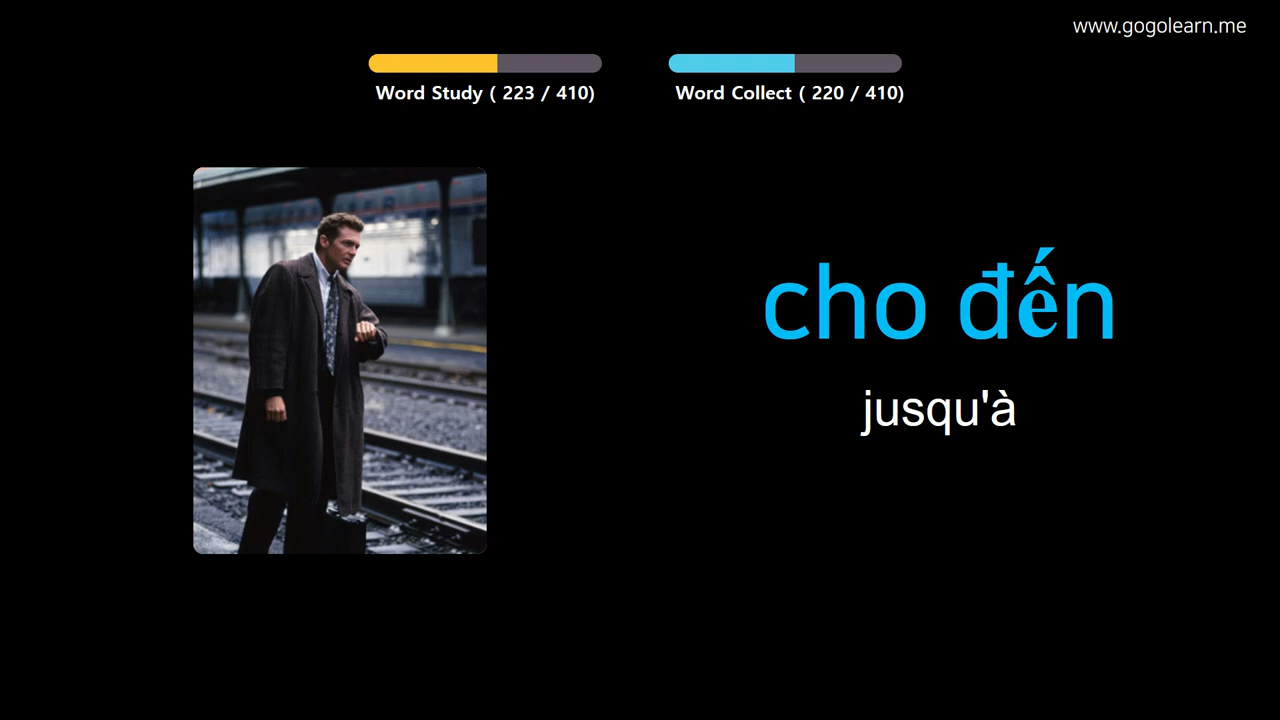 www.gogolearn.me
Word Study ( 223 / 410)
Word Collect ( 220 / 410)
cho đến
jusqu'à